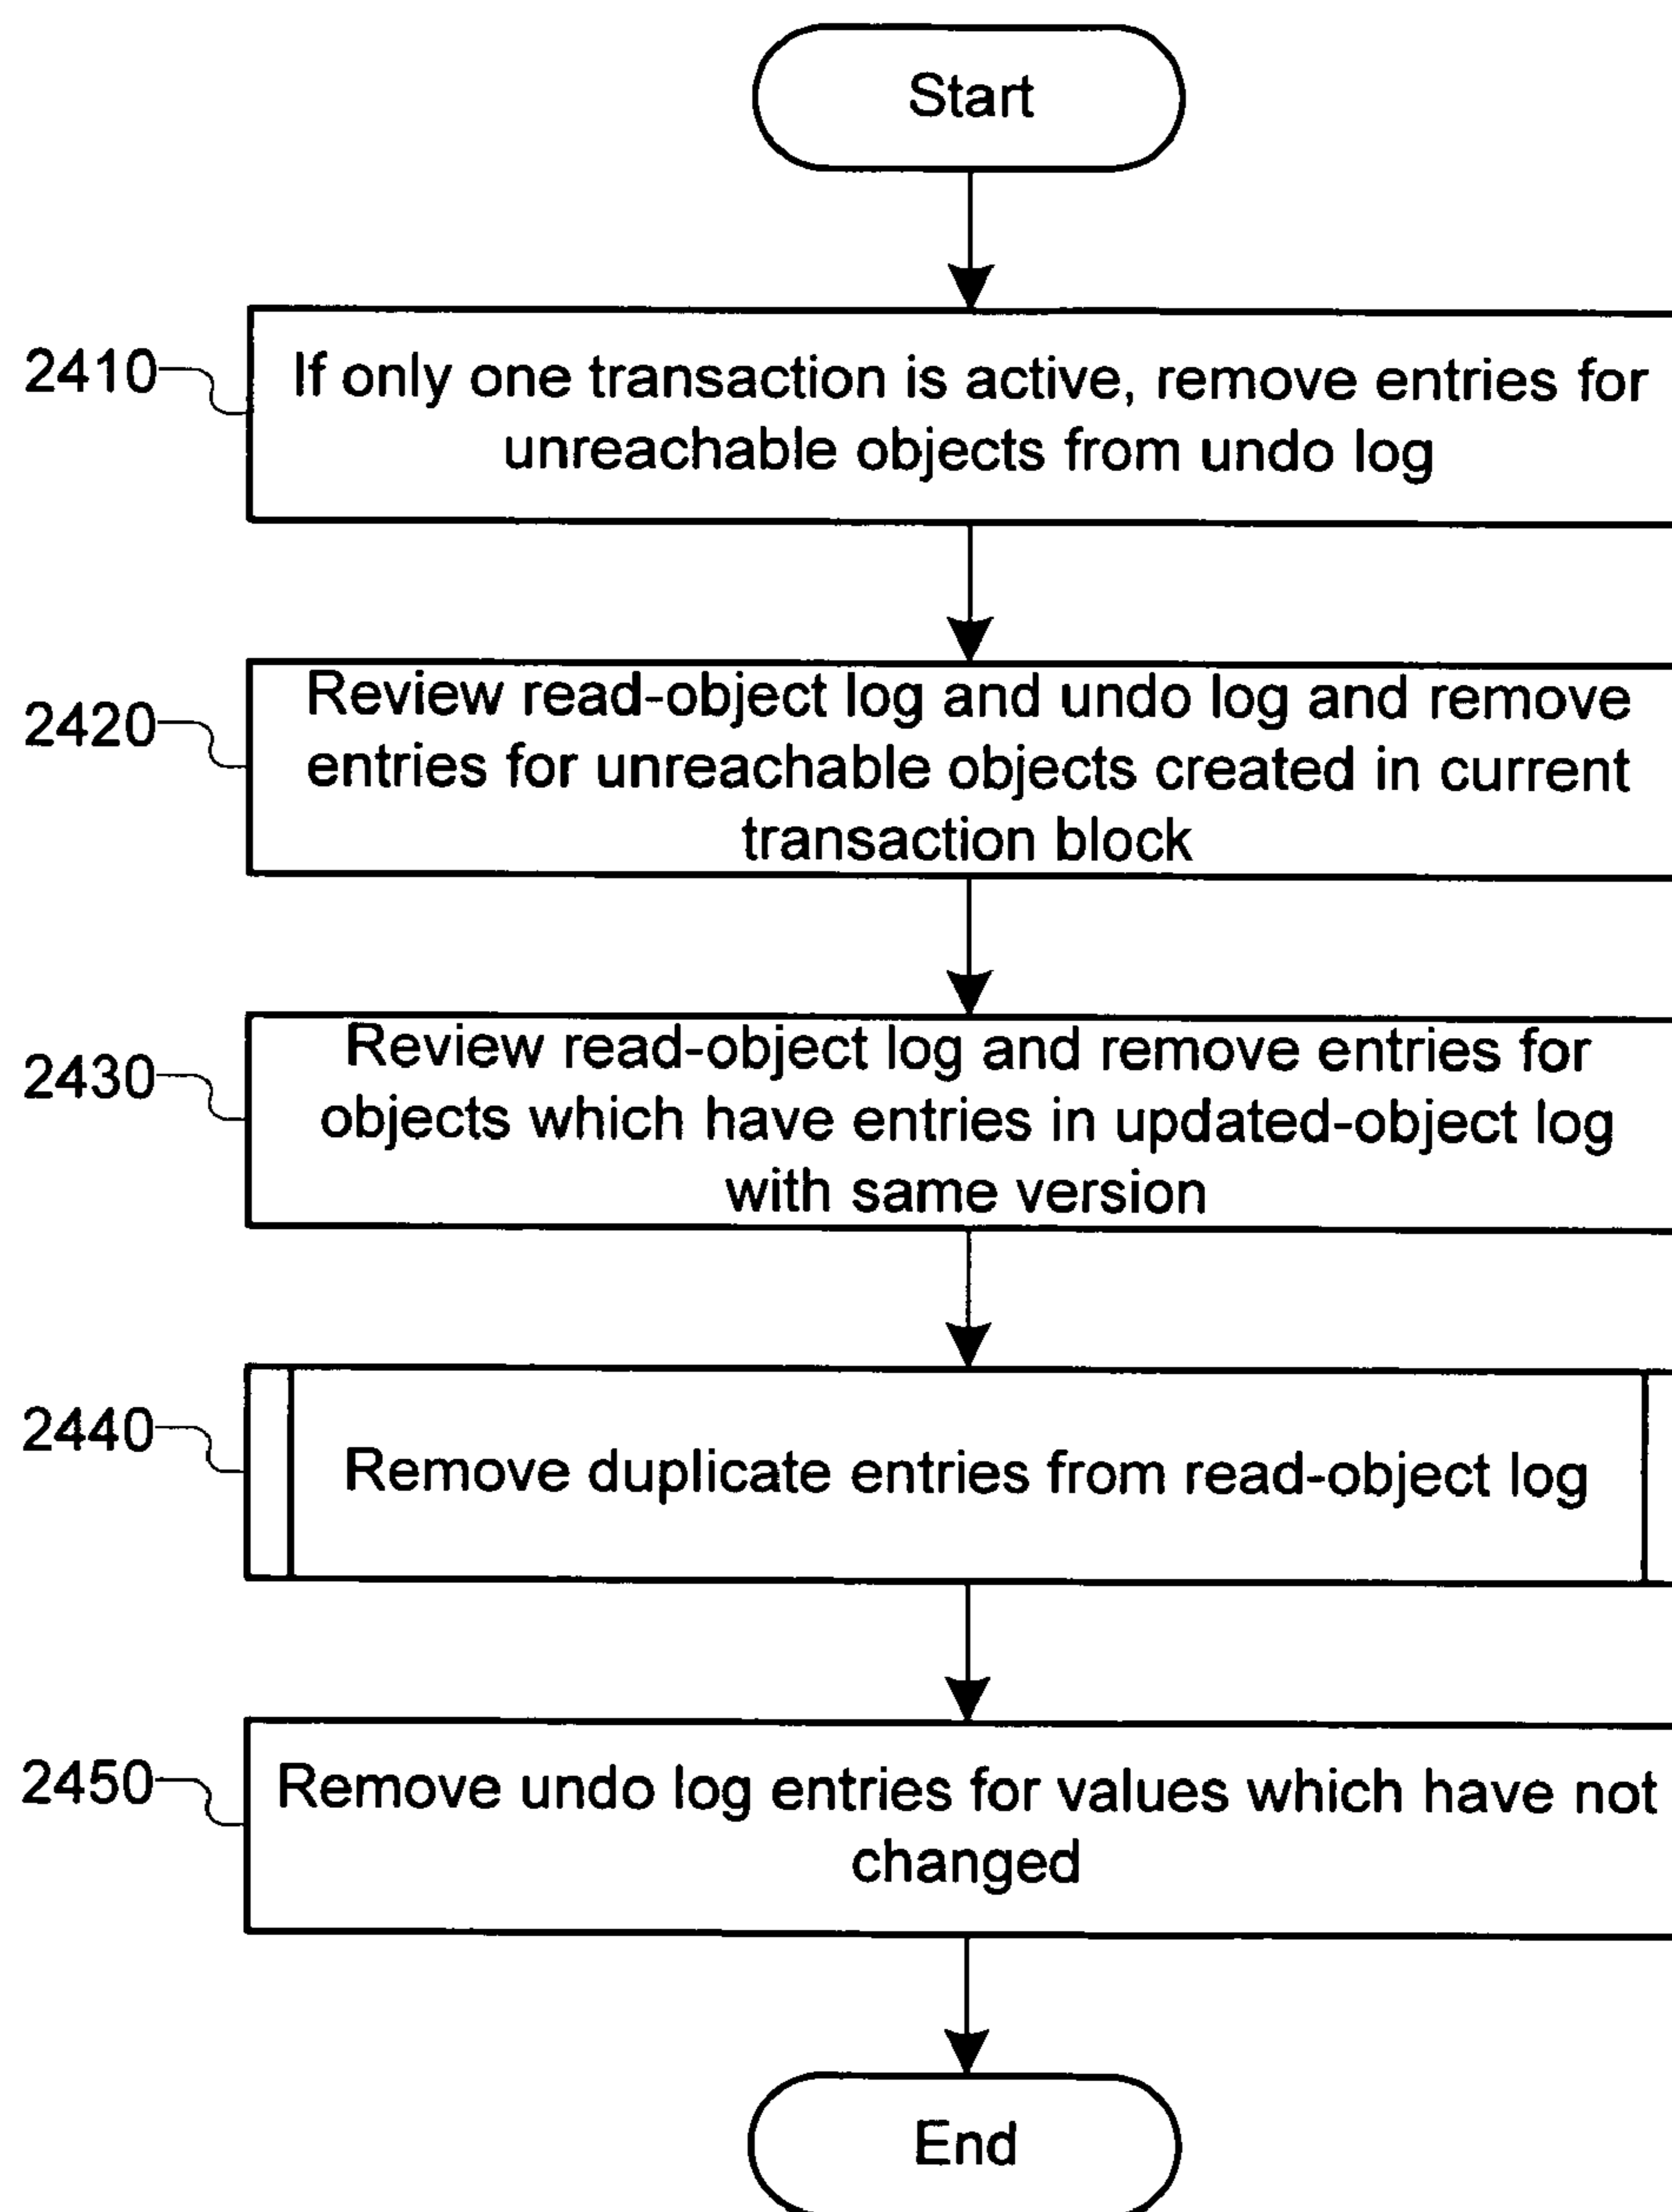 Start
2410
If only one transaction is active, remove entries for
unreachable objects from undo log
2420
Review read-object log and undo log and remove
entries for unreachable objects created in current
transaction block
2430
Review read-object log and remove entries for
objects which have entries in updated-object log
with same version
2440
Remove duplicate entries from read-object log
2450
Remove undo log entries for values which have not
changed
End